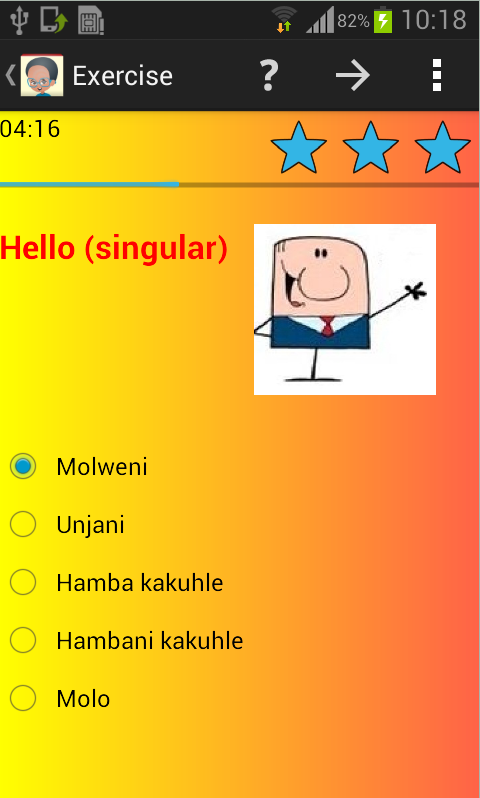 82% 10:18
Exercise ?
04:16
Hello (singular)
Molweni
Unjani
Hamba kakuhle
Hambani kakuhle
Molo